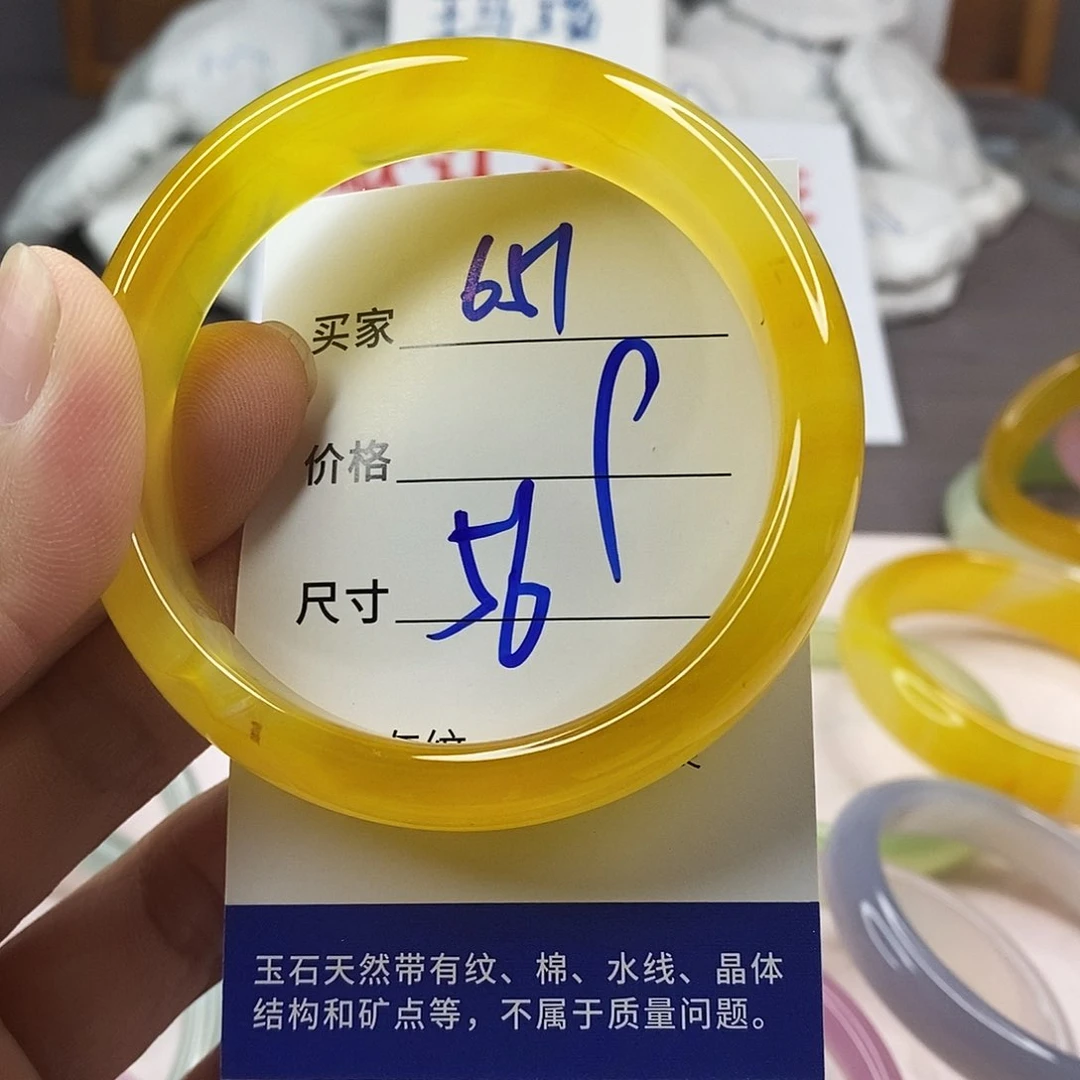 买家 657
价格
尺寸 56
玉石天然带有纹、棉、水线、晶体
结构和矿点等，不属于质量问题。